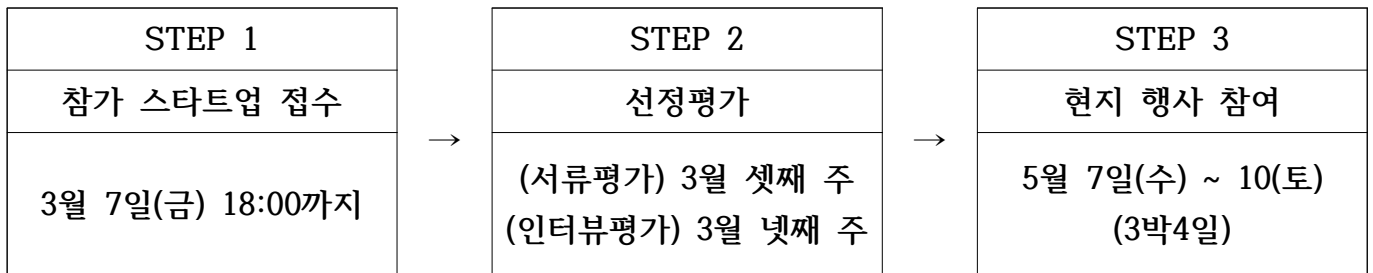 STEP 1
참가 스타트업 접수
3월 7일(금) 18:00까지
→
STEP 2
선정평가
(서류평가) 3월 셋째 주
(인터뷰평가) 3월 넷째 주
→
STEP 3
현지 행사 참여
5월 7일(수) ~ 10(토)
(3박4일)